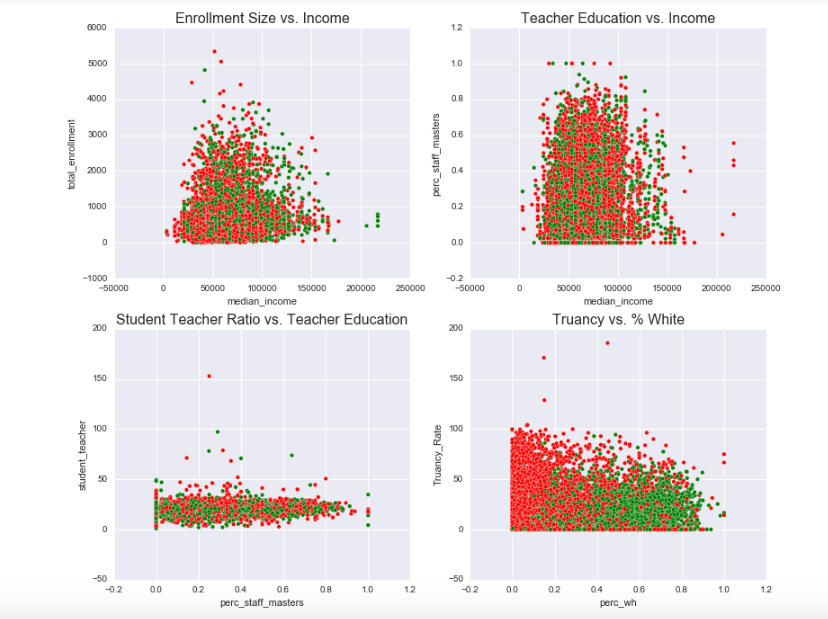 Enrollment Size vs. Income
6000
5000
4000
3000
2000
1000
0
−1000
total_enrollment
−50000 0 50000 100000 150000 200000 250000
median_income
Teacher Education vs. Income
1.2
1.0
0.8
0.6
0.4
0.2
0.0
−0.2
perc_staff_masters
−50000 0 50000 100000 150000 200000 250000
median_income
Student Teacher Ratio vs. Teacher Education
200
150
100
50
0
−50
student_teacher
−0.2 0.0 0.2 0.4 0.6 0.8 1.0 1.2
perc_staff_masters
Truancy vs. % White
200
150
100
50
0
−50
Truancy_Rate
−0.2 0.0 0.2 0.4 0.6 0.8 1.0 1.2
perc_wh